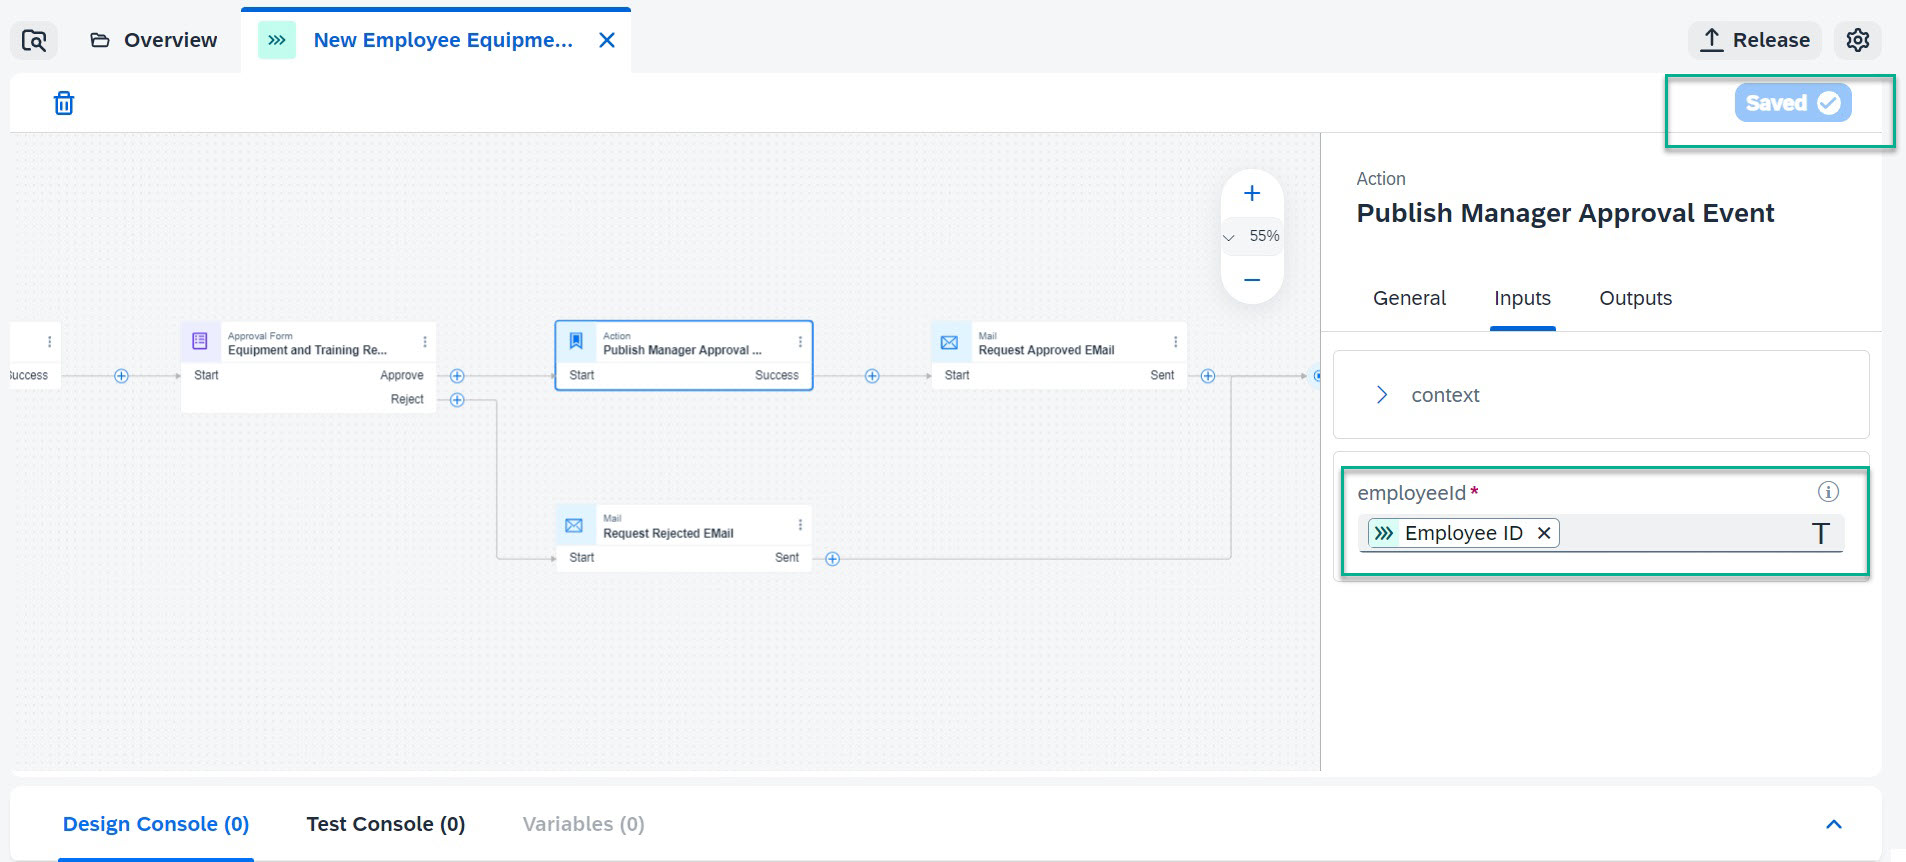 Overview
New Employee Equipme...
Release
Saved
Action
Publish Manager Approval Event
General
Inputs
Outputs
context
employeeId*
Employee ID
T
55%
Success
Approval Form
Equipment and Training Re...
Start
Approve
Reject
Action
Publish Manager Approval ...
Start
Success
Mail
Request Approved EMail
Start
Sent
Mail
Request Rejected EMail
Start
Sent
Design Console (0)
Test Console (0)
Variables (0)